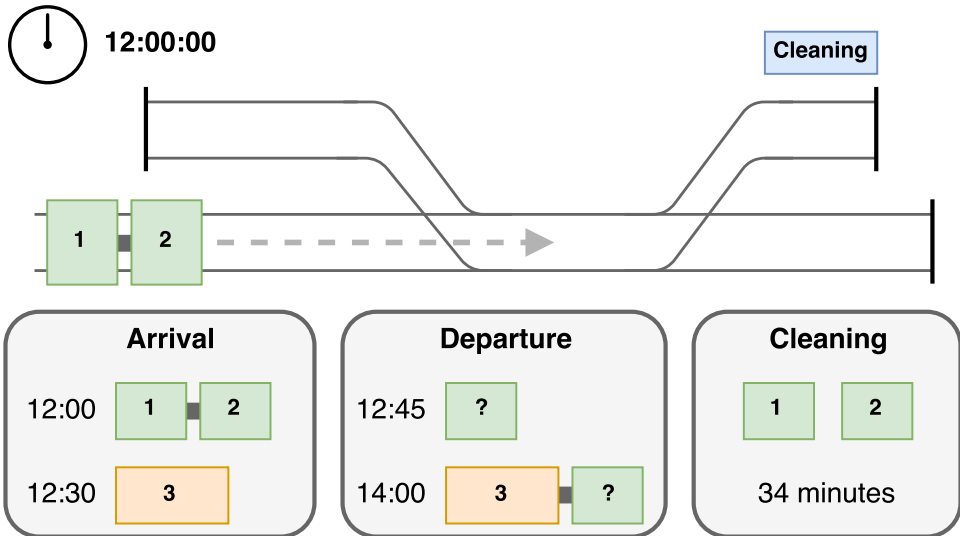 12:00:00
Cleaning
1 2
Arrival
12:00 1 2
12:30 3
Departure
12:45 ?
14:00 3 ?
Cleaning
1 2
34 minutes